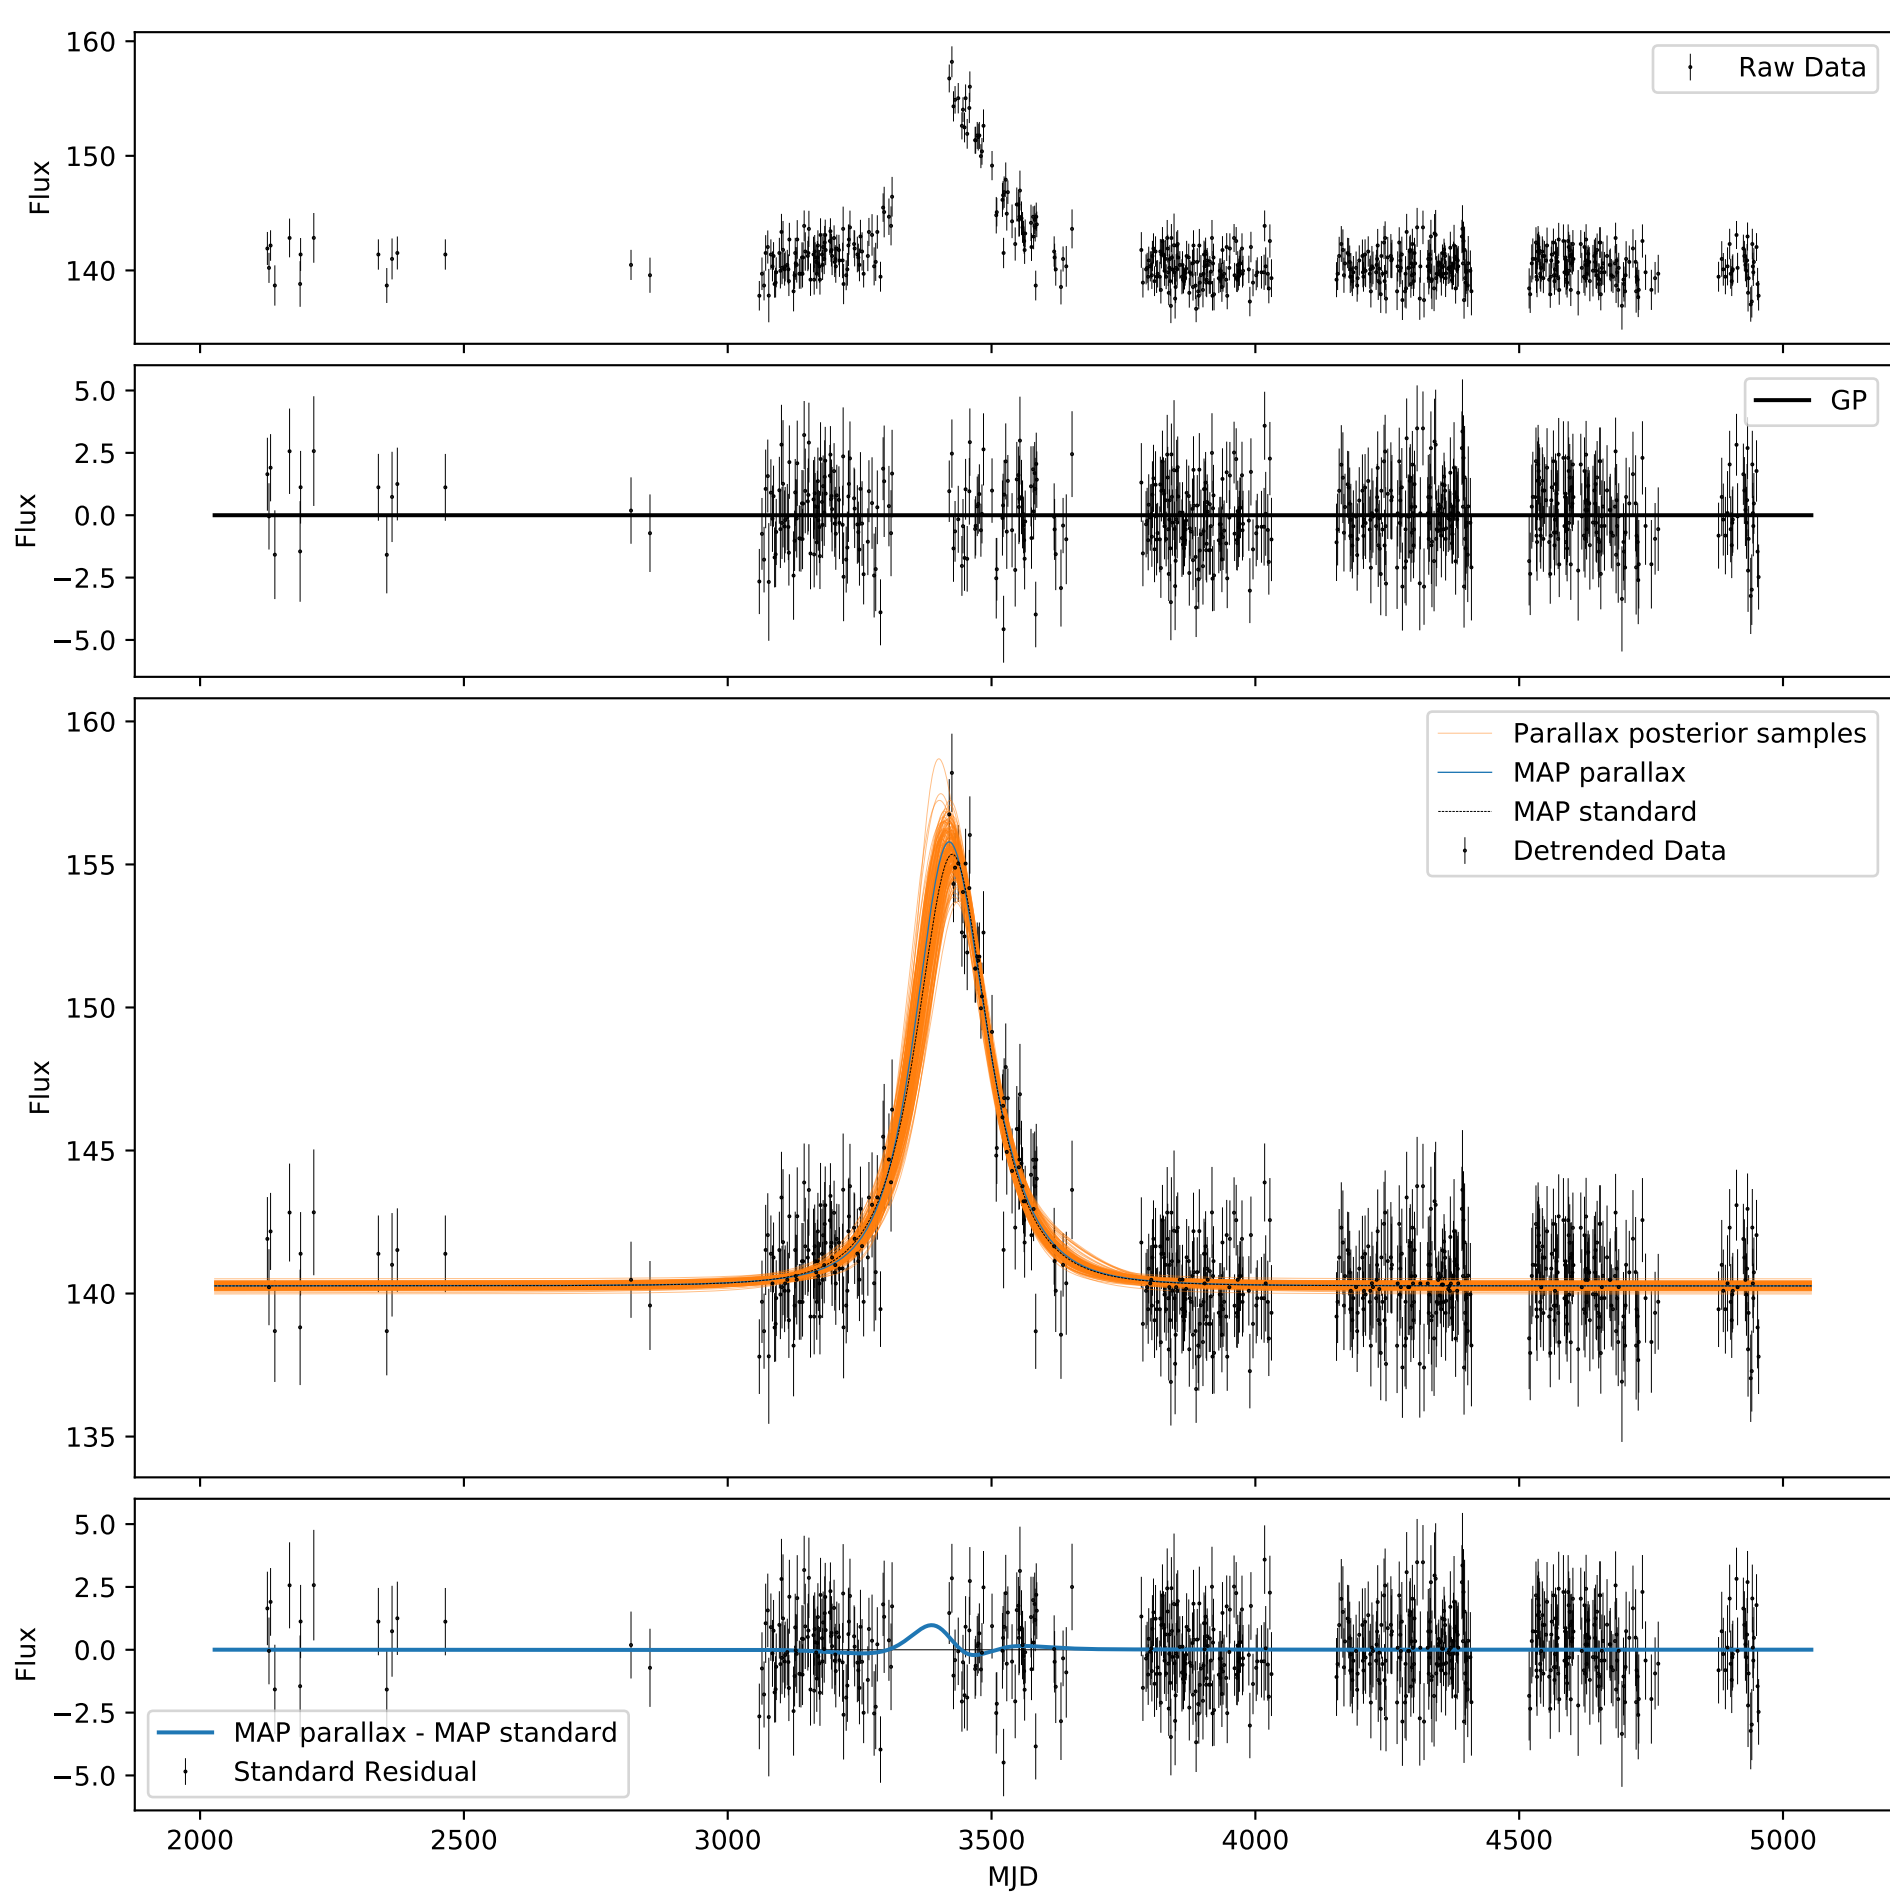 160
150
140
Flux
Raw Data
5.0
2.5
0.0
−2.5
−5.0
Flux
GP
160
155
150
145
140
135
Flux
Parallax posterior samples
MAP parallax
MAP standard
Detrended Data
5.0
2.5
0.0
−2.5
−5.0
Flux
MAP parallax - MAP standard
Standard Residual
2000 2500 3000 3500 4000 4500 5000
MJD